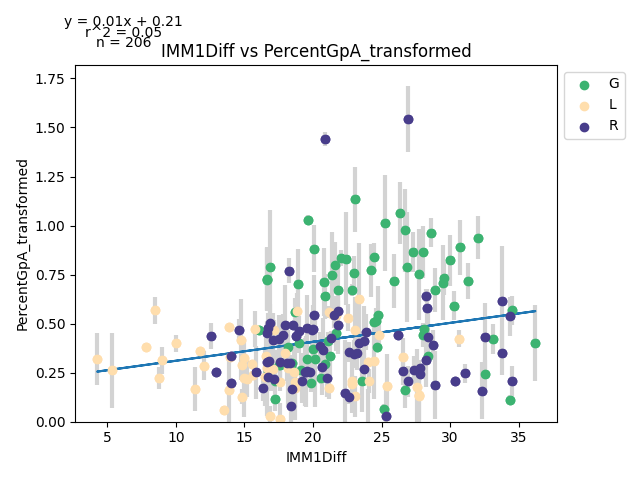 y = 0.01x + 0.21
r^2 = 0.05
n = 206
IMM1Diff vs PercentGpA_transformed
G
L
R
PercentGpA_transformed
1.75
1.50
1.25
1.00
0.75
0.50
0.25
0.00
5 10 15 20 25 30 35
IMM1Diff